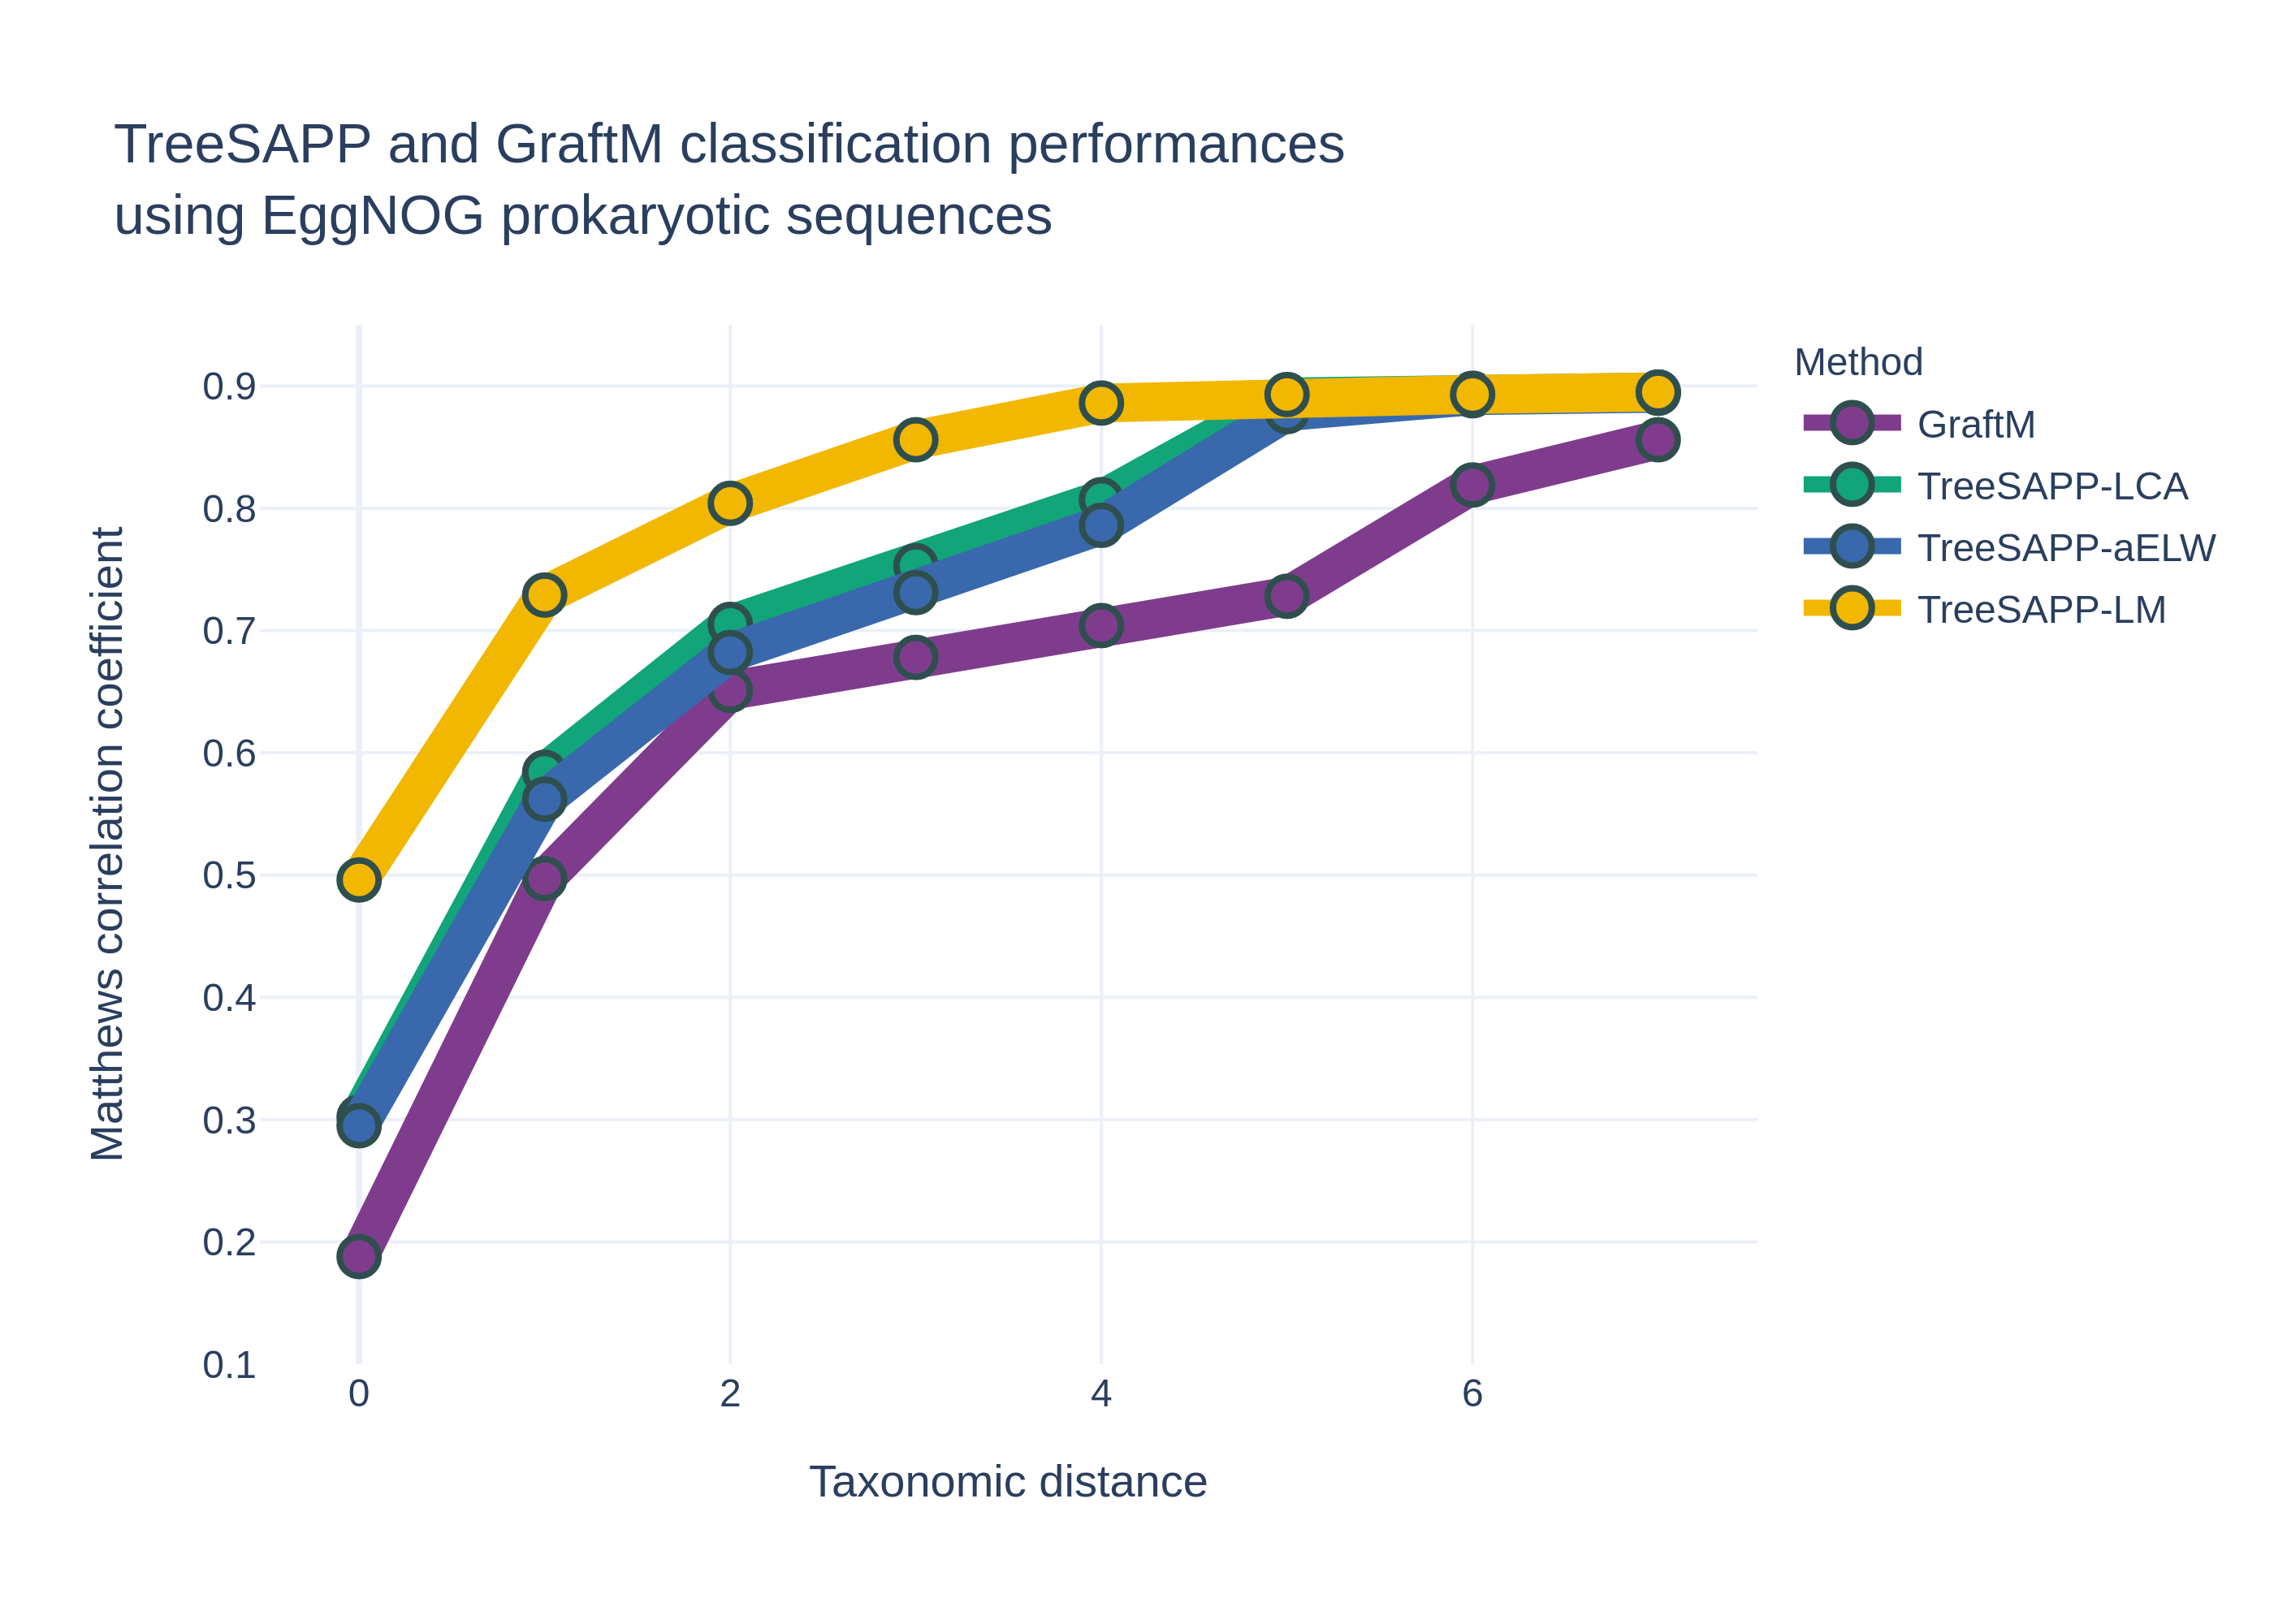 TreeSAPP and GraftM classification performances
using EggNOG prokaryotic sequences
Matthews correlation coefficient
0.9
0.8
0.7
0.6
0.5
0.4
0.3
0.2
0.1
0
2
4
6
Taxonomic distance
Method
GraftM
TreeSAPP-LCA
TreeSAPP-aELW
TreeSAPP-LM